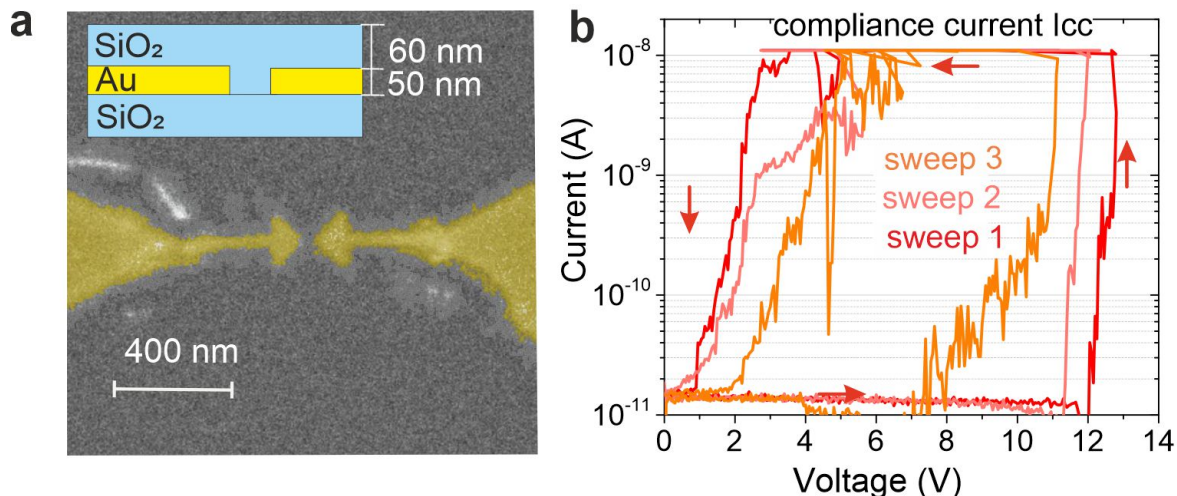 a
SiO₂
60 nm
Au
50 nm
SiO₂
400 nm
b
compliance current Icc
10⁻⁸
10⁻⁹
10⁻¹⁰
10⁻¹¹
Current (A)
sweep 3
sweep 2
sweep 1
0 2 4 6 8 10 12 14
Voltage (V)